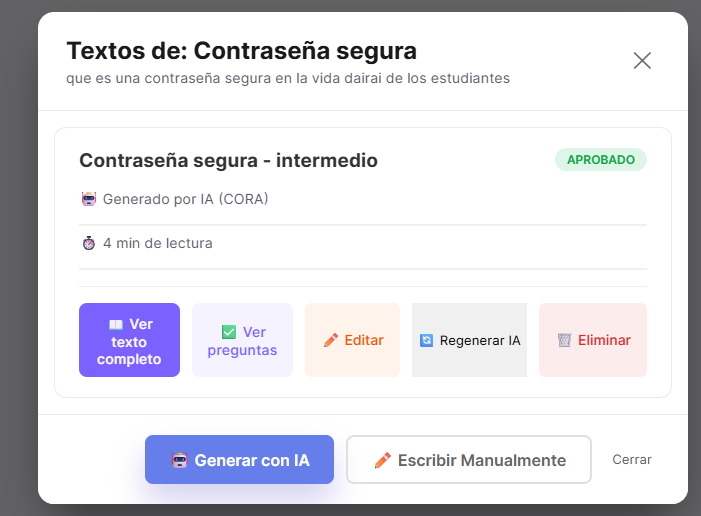 Textos de: Contraseña segura
que es una contraseña segura en la vida dairai de los estudiantes
Contraseña segura - intermedio
APROBADO
Generado por IA (CORA)
4 min de lectura
Ver
texto
completo
Ver
preguntas
Editar
Regenerar IA
Eliminar
Generar con IA
Escribir Manualmente
Cerrar